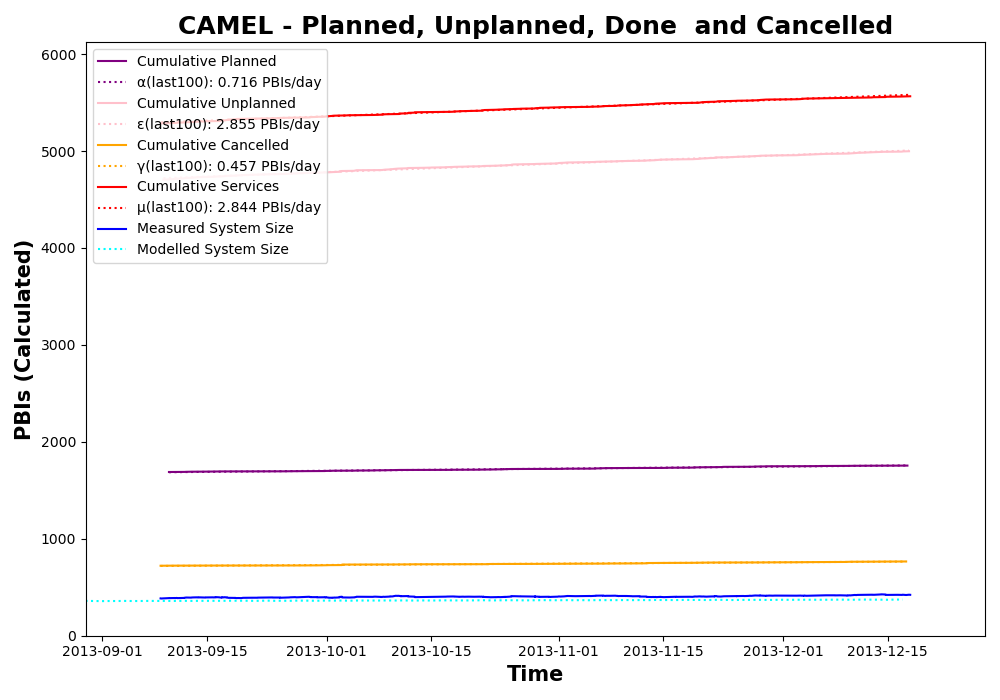 CAMEL - Planned, Unplanned, Done  and Cancelled
PBIs (Calculated)
6000
5000
4000
3000
2000
1000
0
Cumulative Planned
α(last100): 0.716 PBIs/day
Cumulative Unplanned
ε(last100): 2.855 PBIs/day
Cumulative Cancelled
γ(last100): 0.457 PBIs/day
Cumulative Services
μ(last100): 2.844 PBIs/day
Measured System Size
Modelled System Size
2013-09-01 2013-09-15 2013-10-01 2013-10-15 2013-11-01 2013-11-15 2013-12-01 2013-12-15
Time